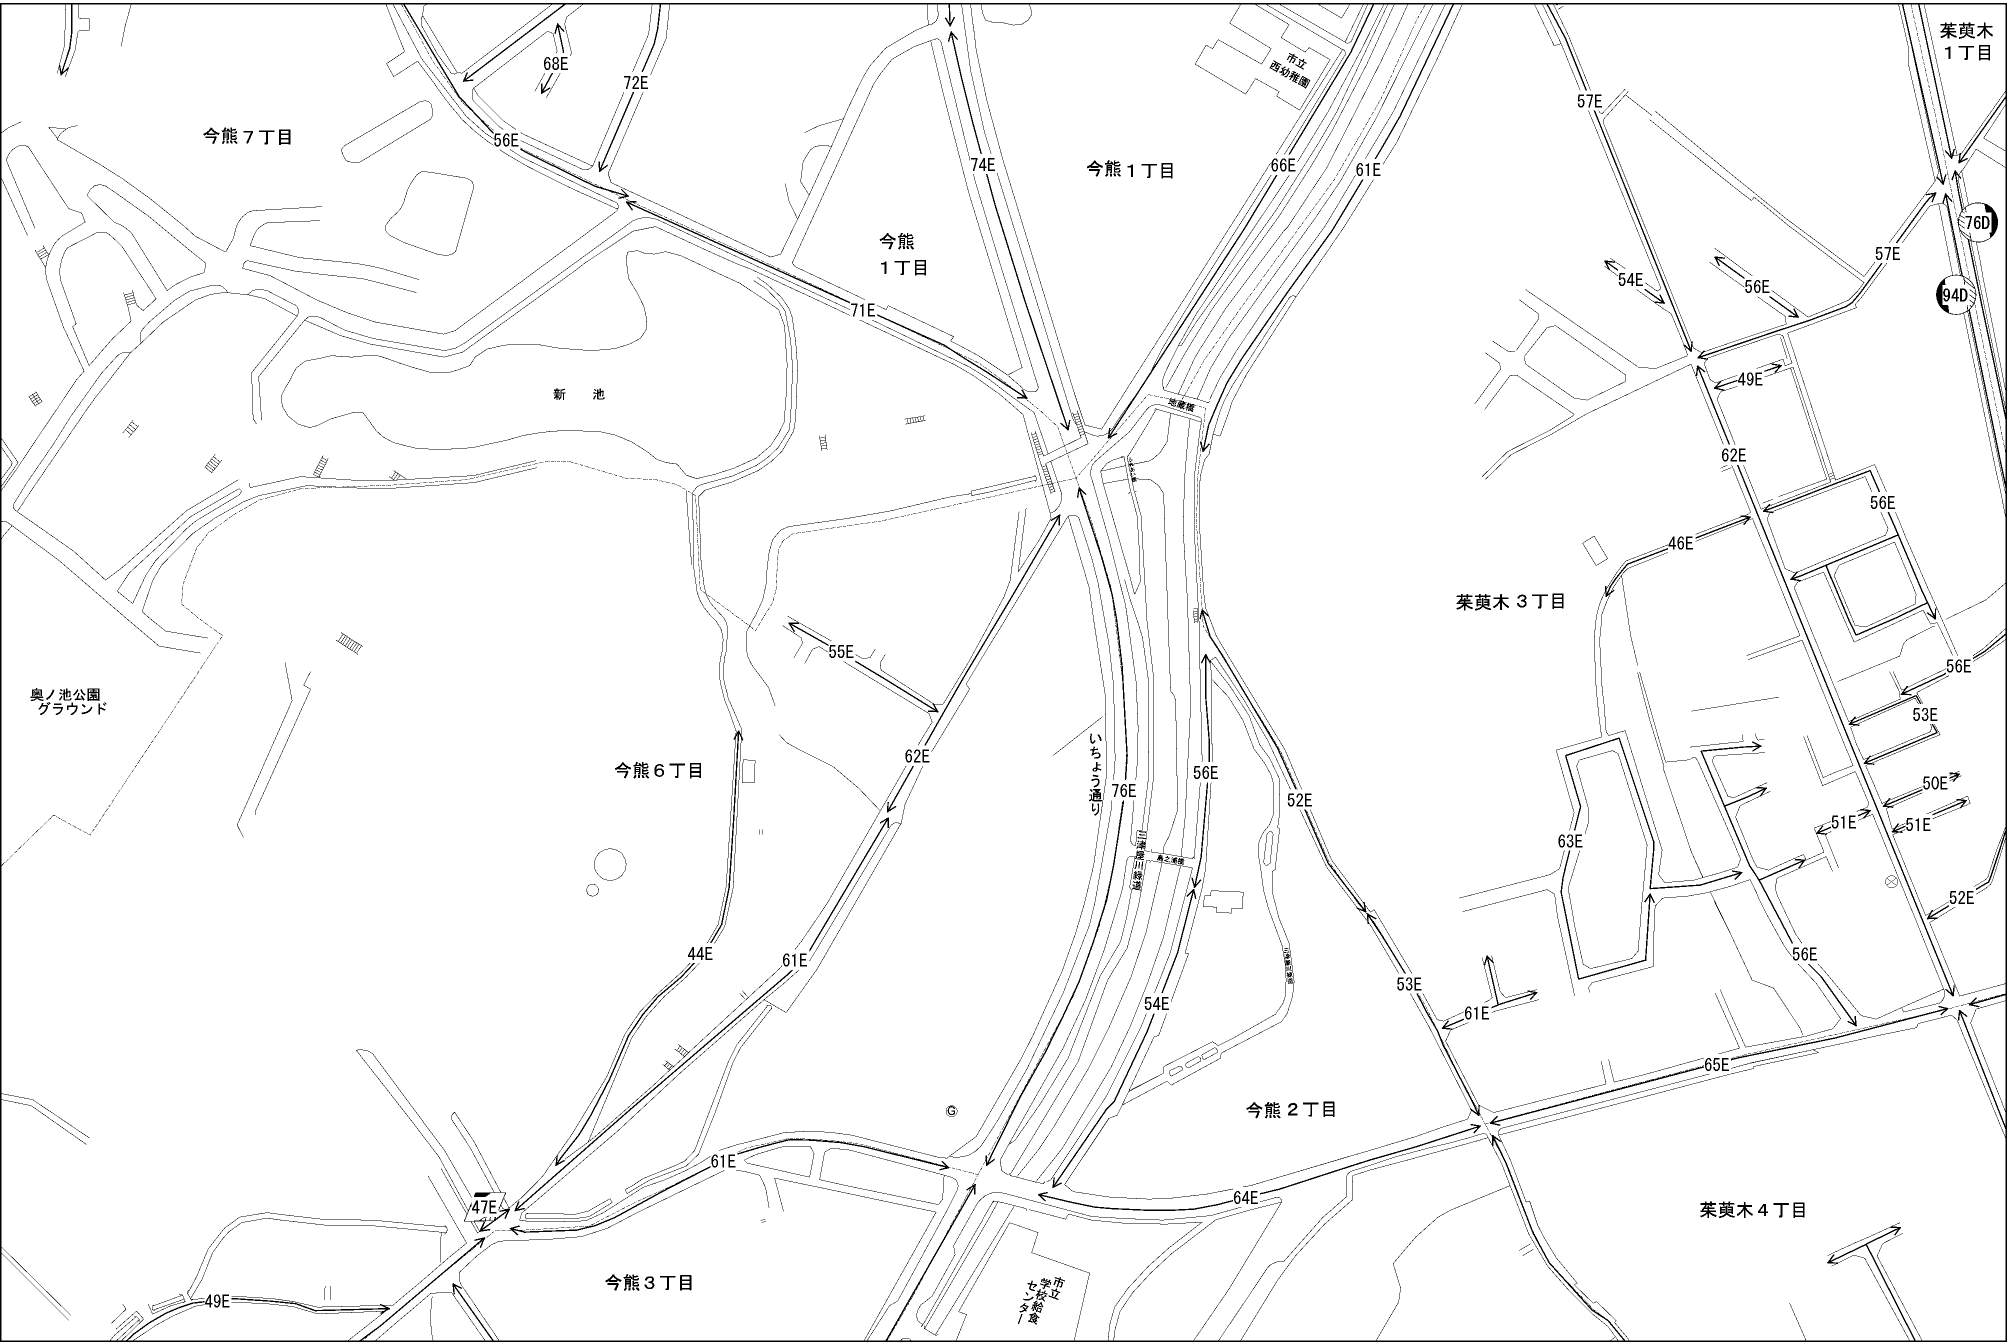 茱萸木
１丁目
68E
72E
市立
西幼稚園
57E
今熊７丁目
56E
74E
今熊１丁目
66E
61E
76D
今熊
１丁目
57E
54E
56E
94D
71E
新 池
49E
地蔵橋
62E
56E
46E
茱萸木３丁目
55E
56E
奥ノ池公園
グラウンド
53E
今熊６丁目
62E
いちょう通り
76E
56E
52E
50E
51E
51E
63E
三津屋川緑道
52E
44E
61E
56E
53E
54E
61E
65E
今熊２丁目
61E
64E
47E
茱萸木４丁目
今熊３丁目
市立
学校給食
センター
49E
G